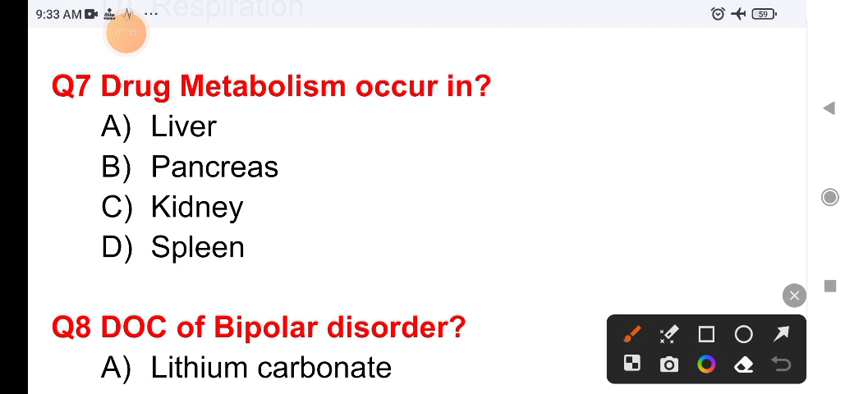 Respiration
9:33 AM
59
Q7 Drug Metabolism occur in?
A) Liver
B) Pancreas
C) Kidney
D) Spleen
Q8 DOC of Bipolar disorder?
A) Lithium carbonate